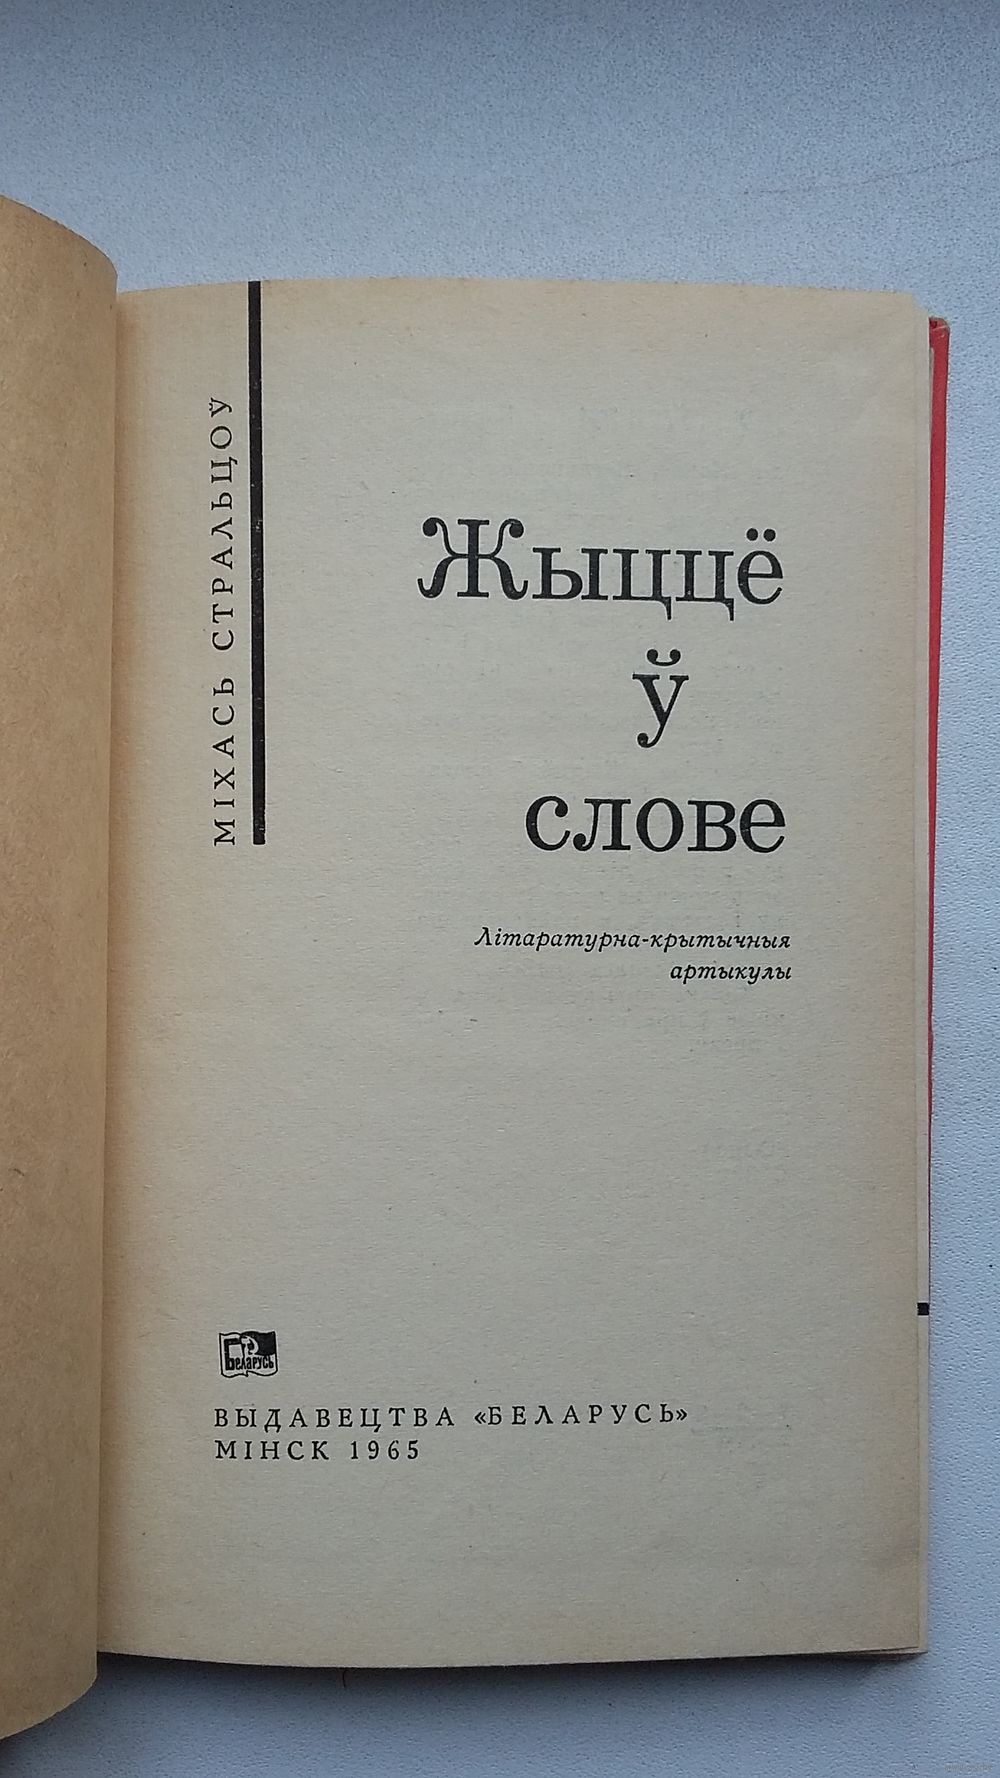 МІХАСЬ СТРАЛЬЦОЎ
Жыццё
ў
слове
Літаратурна-крытычныя
артыкулы
Беларусь
ВЫДАВЕЦТВА «БЕЛАРУСЬ»
МІНСК 1965